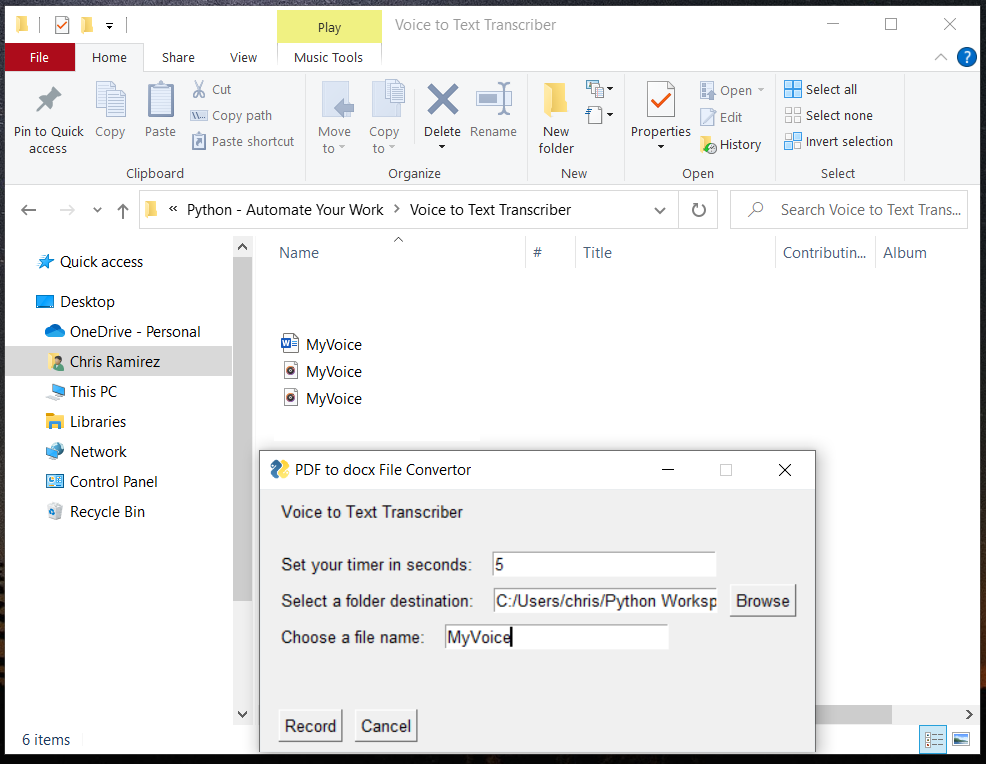 Play
Voice to Text Transcriber
File Home Share View Music Tools
?
Pin to Quick access
Copy
Paste
Cut
Copy path
Paste shortcut
Move to
Copy to
Delete
Rename
New folder
Properties
Open
Edit
History
Select all
Select none
Invert selection
Clipboard Organize New Open Select
« Python - Automate Your Work > Voice to Text Transcriber
Search Voice to Text Trans...
Name # Title Contributin... Album
Quick access
Desktop
OneDrive - Personal
Chris Ramirez
This PC
Libraries
Network
Control Panel
Recycle Bin
MyVoice
MyVoice
MyVoice
PDF to docx File Convertor
Voice to Text Transcriber
Set your timer in seconds: 5
Select a folder destination: C:/Users/chris/Python Worksp Browse
Choose a file name: MyVoice
Record Cancel
6 items